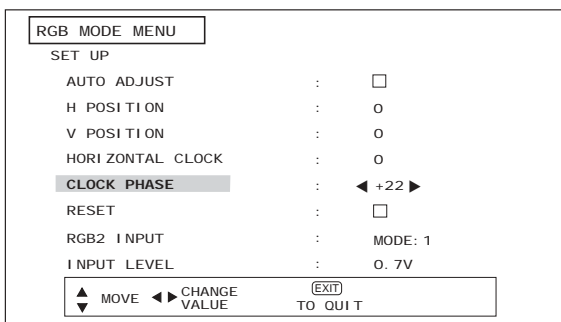 RGB MODE MENU
SET UP
AUTO ADJUST : □
H POSITION : 0
V POSITION : 0
HORIZONTAL CLOCK : 0
CLOCK PHASE : ◀ +22 ▶
RESET : □
RGB2 INPUT : MODE: 1
INPUT LEVEL : 0. 7V
▲▼ MOVE ◀▶ CHANGE VALUE EXIT TO QUIT